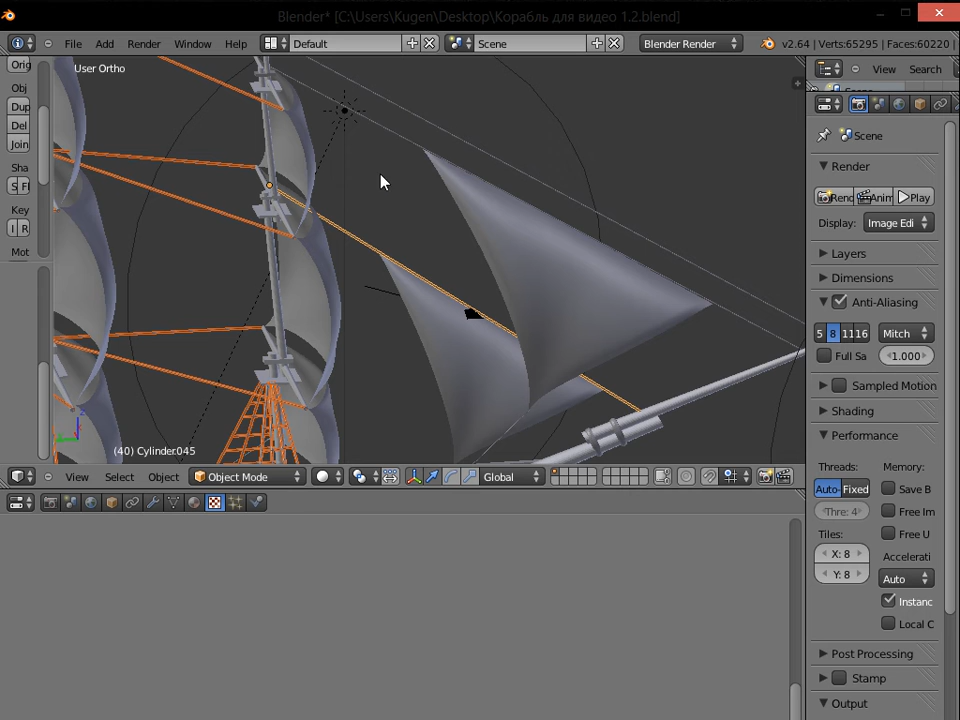 Blender* [C:\Users\Kugen\Desktop\Корабль для видео 1.2.blend]
File Add Render Window Help Default Scene Blender Render v2.64 | Verts:65295 | Faces:60220 |
User Ortho
View Search
Orig
Obj
Dup
Del
Join
Sha
S Fl
Key
I R
Mot
(40) Cylinder.045
View Select Object Object Mode Global
Scene
Render
Rend Anim Play
Display: Image Edi
Layers
Dimensions
Anti-Aliasing
5 8 11 16 Mitch
Full Sa 1.000
Sampled Motion
Shading
Performance
Threads: Memory:
Auto- Fixed Save B
Thre: 4 Free Im
Tiles: Free U
X: 8 Accelerati
Y: 8 Auto
Instanc
Local C
Post Processing
Stamp
Output